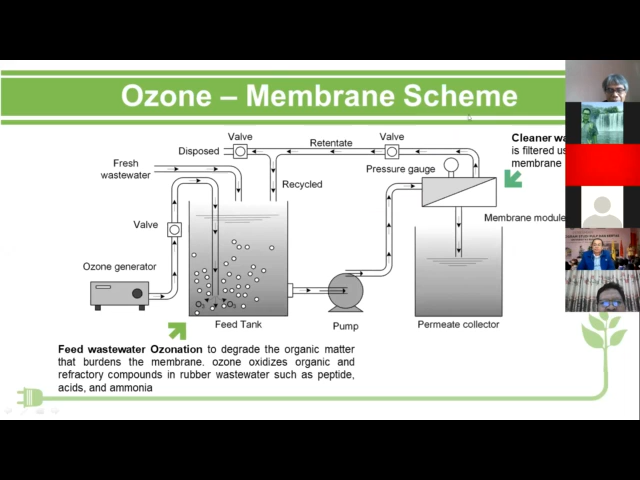 Ozone – Membrane Scheme
Valve
Valve
Disposed
Retentate
Cleaner
is filtered
membrane
Fresh
wastewater
Pressure gauge
Recycled
Valve
Membrane module
Ozone generator
Feed Tank
Pump
Permeate collector
Feed wastewater Ozonation to degrade the organic matter
that burdens the membrane. ozone oxidizes organic and
refractory compounds in rubber wastewater such as peptide,
acids, and ammonia